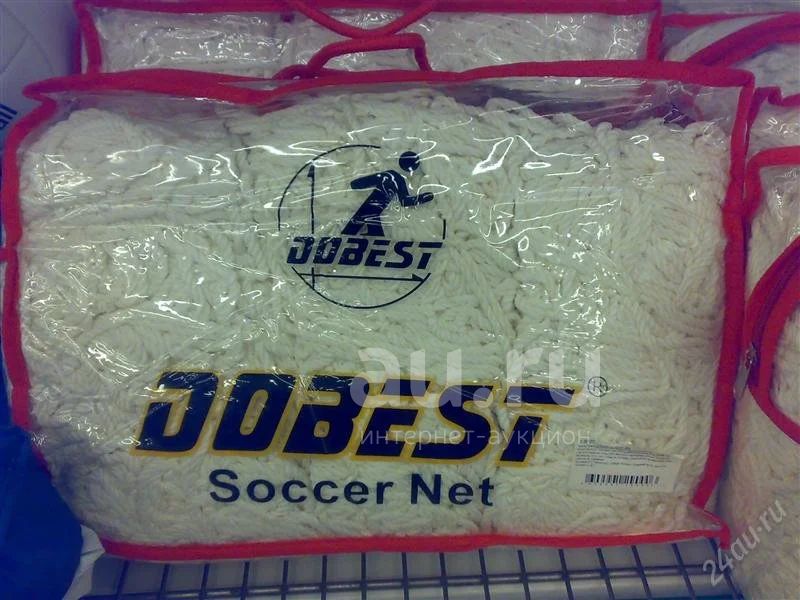 DOBEST
au.ru
DOBEST ®
интернет-аукцион
Soccer Net
24au.ru